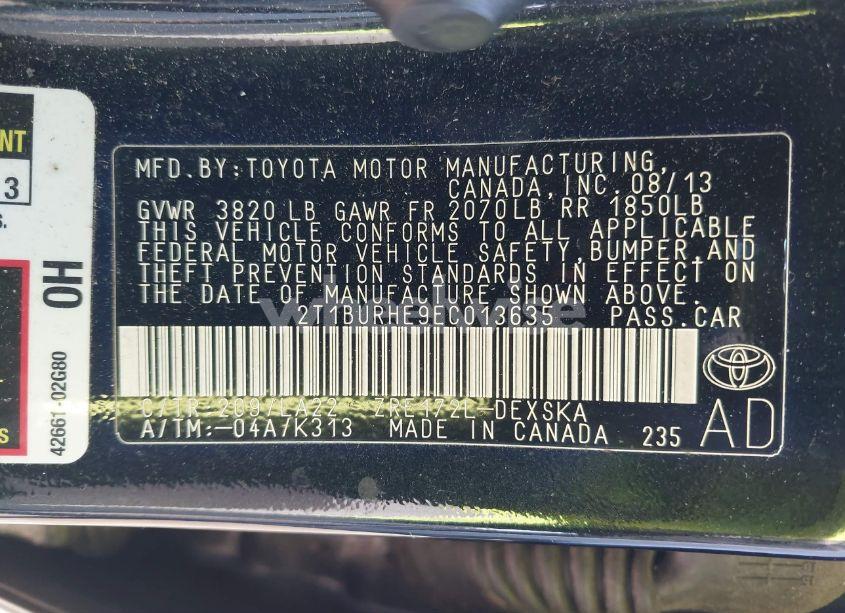 MFD.BY:TOYOTA MOTOR MANUFACTURING,
CANADA,INC. 08/13
GVWR 3820 LB GAWR FR 2070LB RR 1850LB
THIS VEHICLE CONFORMS TO ALL APPLICABLE
FEDERAL MOTOR VEHICLE SAFETY,BUMPER,AND
THEFT PREVENTION STANDARDS IN EFFECT ON
THE DATE OF MANUFACTURE SHOWN ABOVE.
2T1BURHE9EC013635 PASS.CAR
C/TR:209/LA22 ZRE172L-DEXSKA
A/TM:-04A/K313 MADE IN CANADA 235
AD
NT
3
S.
OH
42661-02G80
s